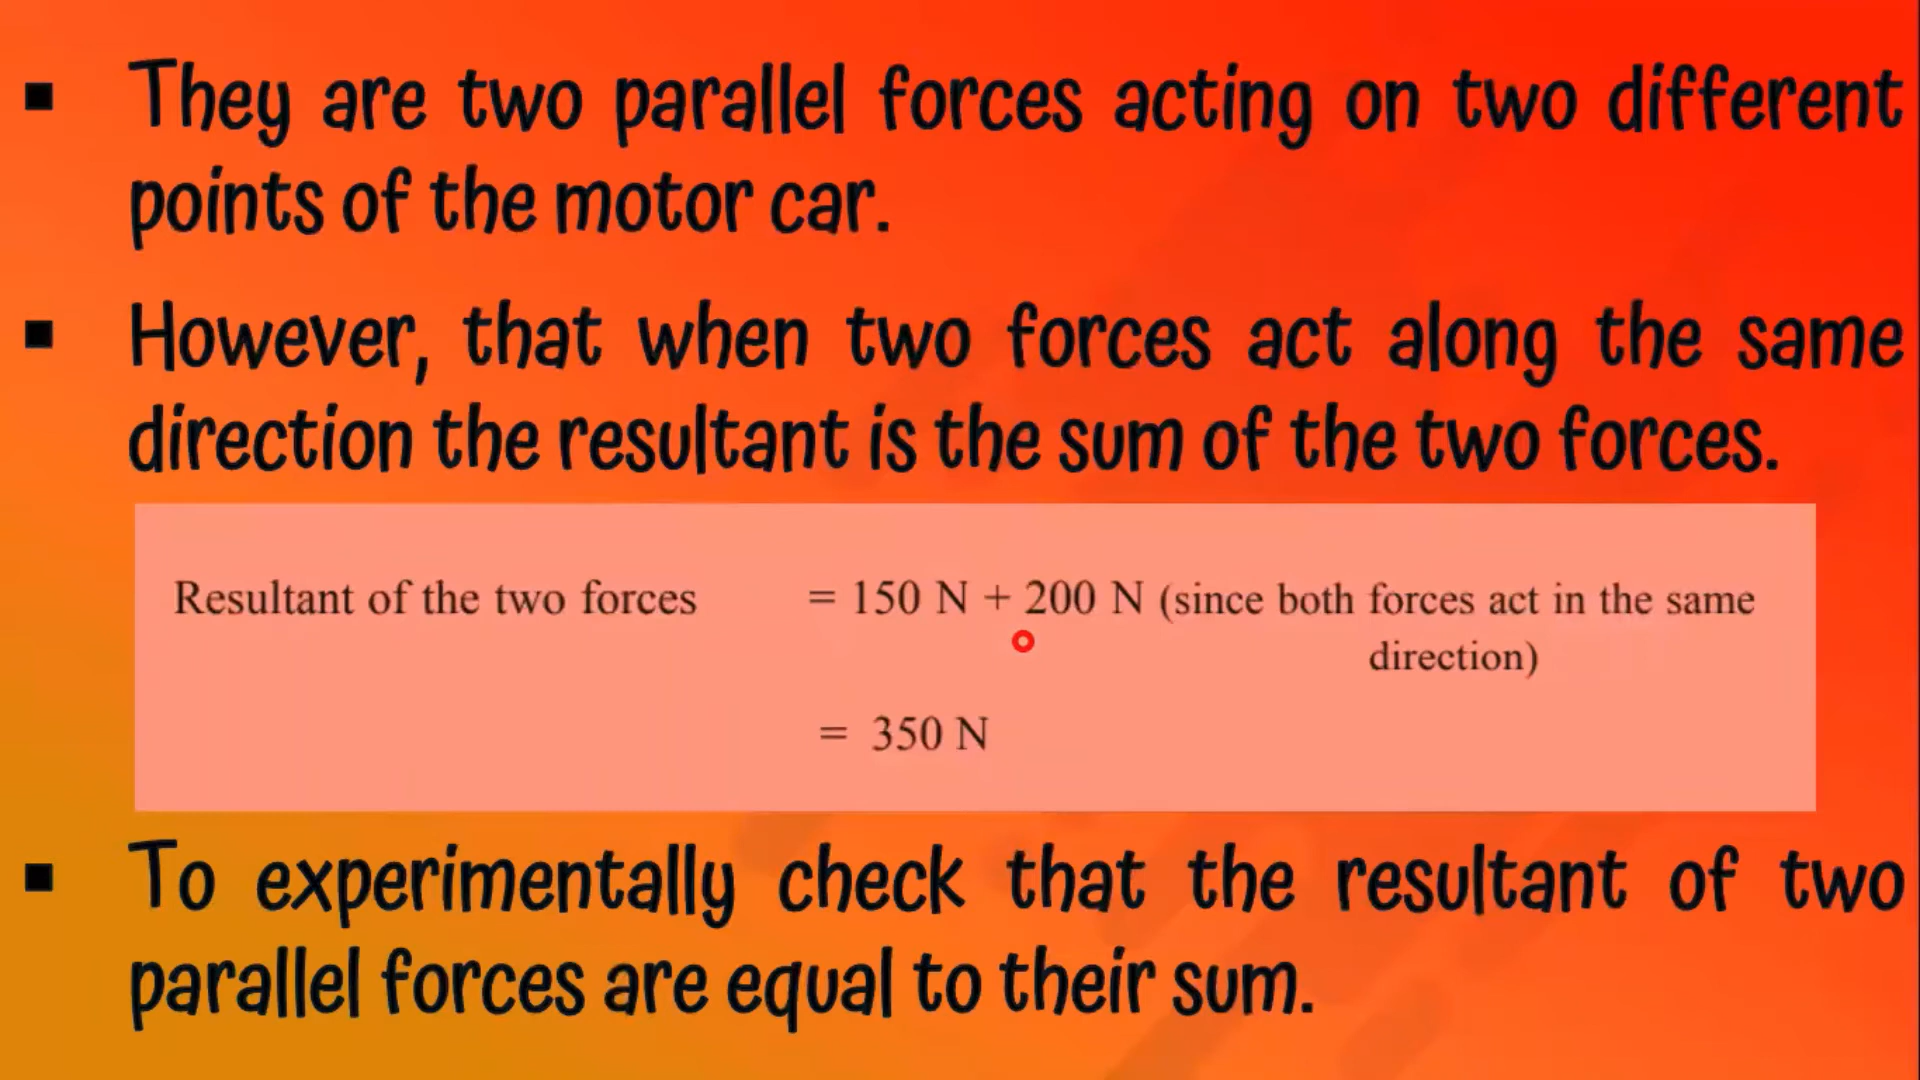 ▪ They are two parallel forces acting on two different
points of the motor car.
▪ However, that when two forces act along the same
direction the resultant is the sum of the two forces.
Resultant of the two forces = 150 N + 200 N (since both forces act in the same
direction)
= 350 N
▪ To experimentally check that the resultant of two
parallel forces are equal to their sum.